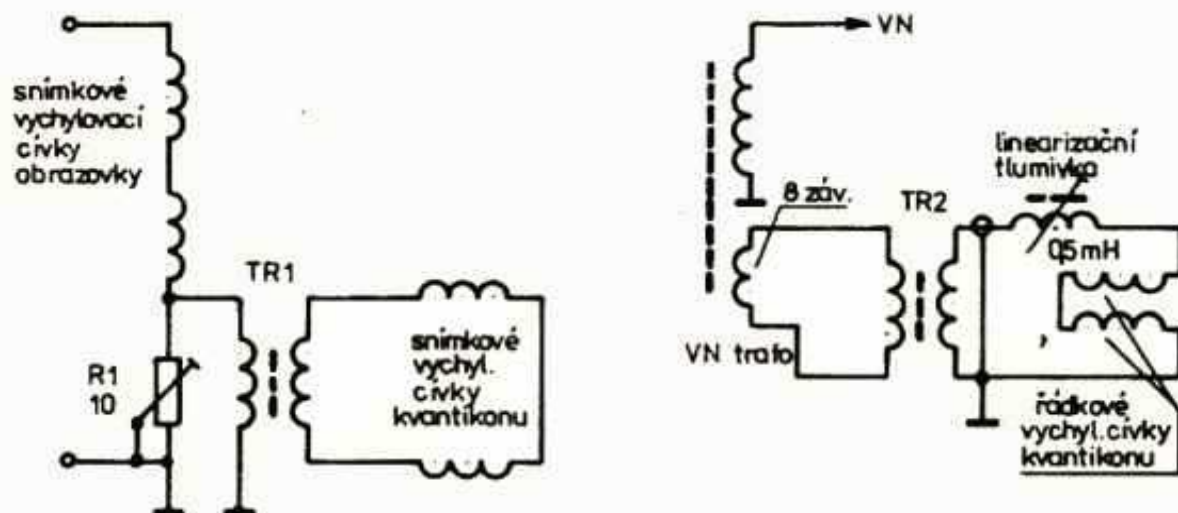 snímkové
vychylovací
cívky
obrazovky
TR1
R1
10
snímkové
vychyl.
cívky
kvantikonu
VN
8 záv.
VN trafo
TR2
linearizační
tlumivka
0,5 mH
řádkové
vychyl. cívky
kvantikonu